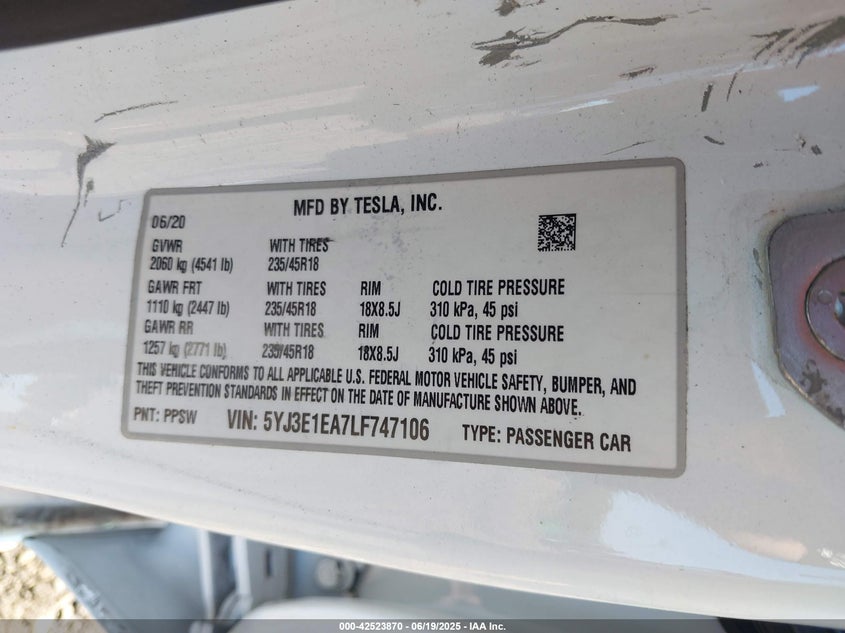 MFD BY TESLA, INC.
06/20
GVWR WITH TIRES
2060 kg (4541 lb) 235/45R18
GAWR FRT WITH TIRES RIM COLD TIRE PRESSURE
1110 kg (2447 lb) 235/45R18 18X8.5J 310 kPa, 45 psi
GAWR RR WITH TIRES RIM COLD TIRE PRESSURE
1257 kg (2771 lb) 235/45R18 18X8.5J 310 kPa, 45 psi
THIS VEHICLE CONFORMS TO ALL APPLICABLE U.S. FEDERAL MOTOR VEHICLE SAFETY, BUMPER, AND
THEFT PREVENTION STANDARDS IN EFFECT ON THE DATE OF MANUFACTURE SHOWN ABOVE.
PNT: PPSW VIN: 5YJ3E1EA7LF747106 TYPE: PASSENGER CAR
000-42523870 - 06/19/2025 - IAA Inc.